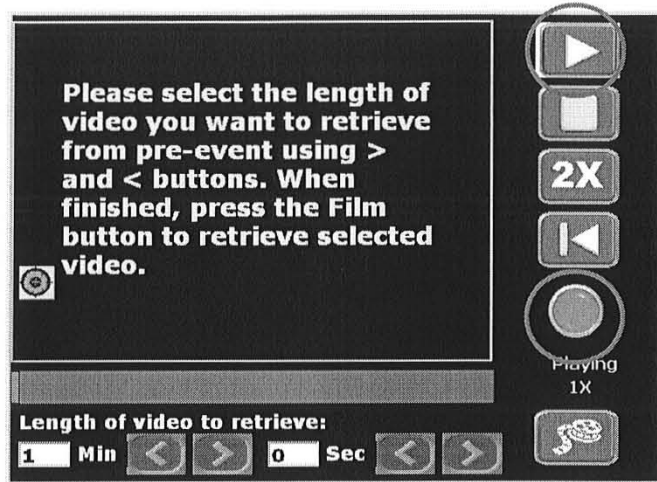 Please select the length of
video you want to retrieve
from pre-event using >
and < buttons. When
finished, press the Film
button to retrieve selected
video.
2X
Playing
1X
Length of video to retrieve:
1 Min < > 0 Sec < >